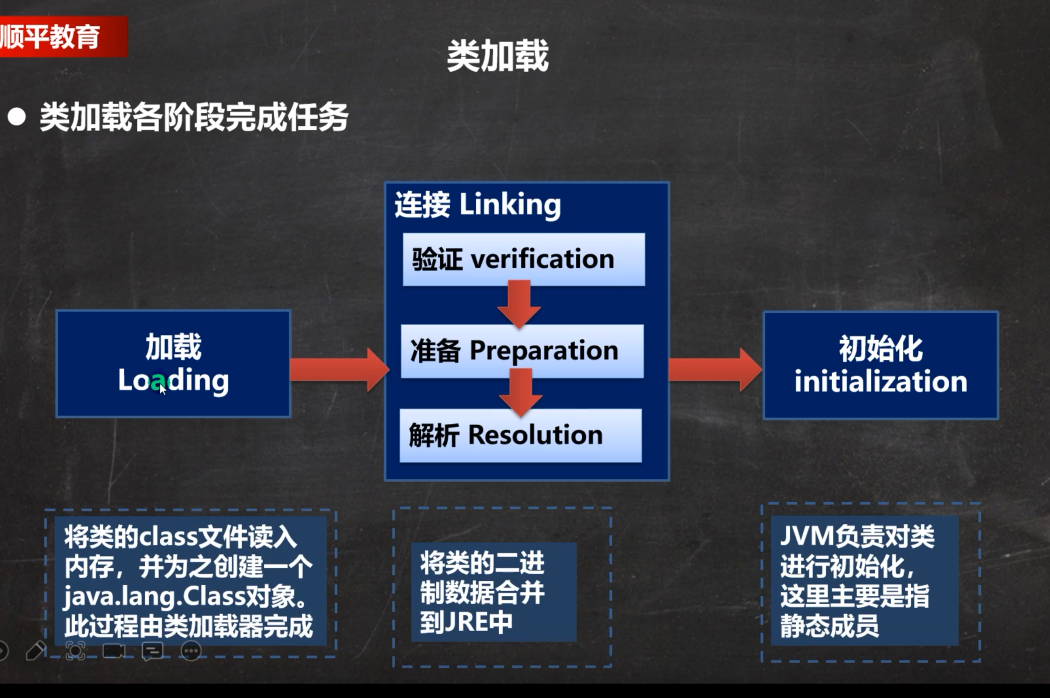 顺平教育
类加载
● 类加载各阶段完成任务
连接 Linking
验证 verification
准备 Preparation
解析 Resolution
加载
Loading
初始化
initialization
将类的class文件读入
内存，并为之创建一个
java.lang.Class对象。
此过程由类加载器完成
将类的二进
制数据合并
到JRE中
JVM负责对类
进行初始化，
这里主要是指
静态成员